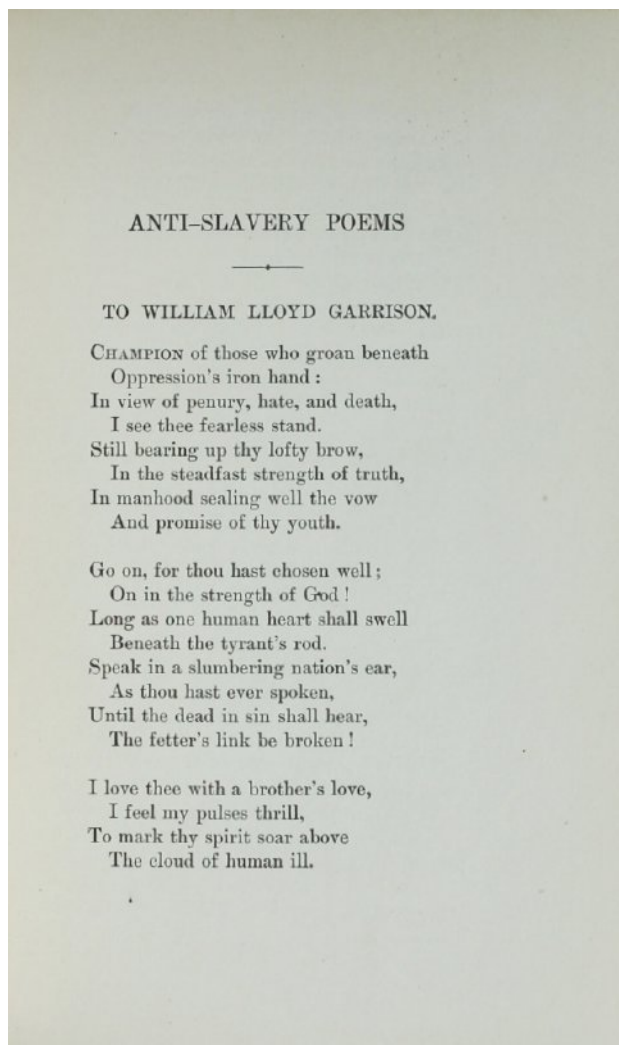 ANTI-SLAVERY POEMS
TO WILLIAM LLOYD GARRISON.
CHAMPION of those who groan beneath
Oppression's iron hand :
In view of penury, hate, and death,
I see thee fearless stand.
Still bearing up thy lofty brow,
In the steadfast strength of truth,
In manhood sealing well the vow
And promise of thy youth.
Go on, for thou hast chosen well ;
On in the strength of God !
Long as one human heart shall swell
Beneath the tyrant's rod.
Speak in a slumbering nation's ear,
As thou hast ever spoken,
Until the dead in sin shall hear,
The fetter's link be broken !
I love thee with a brother's love,
I feel my pulses thrill,
To mark thy spirit soar above
The cloud of human ill.